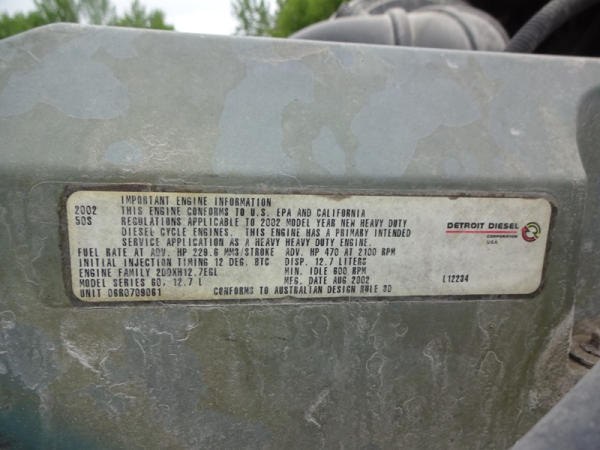 IMPORTANT ENGINE INFORMATION
2002 THIS ENGINE CONFORMS TO U.S. EPA AND CALIFORNIA
50S REGULATIONS APPLICABLE TO 2002 MODEL YEAR NEW HEAVY DUTY
DIESEL CYCLE ENGINES. THIS ENGINE HAS A PRIMARY INTENDED
SERVICE APPLICATION AS A HEAVY HEAVY DUTY ENGINE.
FUEL RATE AT ADV. HP 229.6 MM3/STROKE ADV. HP 470 AT 2100 RPM
INITIAL INJECTION TIMING 12 DEG. BTC DISP. 12.7 LITERS
ENGINE FAMILY 2DDXH12.7EGL MIN. IDLE 600 RPM
MODEL SERIES 60, 12.7 L MFG. DATE AUG 2002
UNIT 06R0709061 CONFORMS TO AUSTRALIAN DESIGN RULE 30
L12234
DETROIT DIESEL
CORPORATION
USA